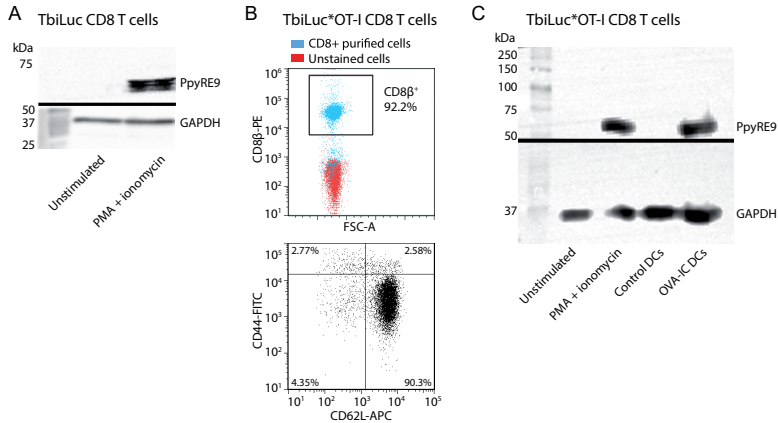 A
TbiLuc CD8 T cells
kDa
75
PpyRE9
50
37
GAPDH
25
Unstimulated
PMA + ionomycin
B
TbiLuc*OT-I CD8 T cells
CD8+ purified cells
Unstained cells
10⁶
10⁵
10⁴
10³
10²
10¹
CD8β-PE
CD8β⁺
92.2%
FSC-A
2.77%
2.58%
10⁵
10⁴
10³
10²
10¹
CD44-FITC
4.35%
90.3%
10¹ 10² 10³ 10⁴ 10⁵
CD62L-APC
C
TbiLuc*OT-I CD8 T cells
kDa
250
150
100
75
50
PpyRE9
37
GAPDH
Unstimulated
PMA + ionomycin
Control DCs
OVA-IC DCs